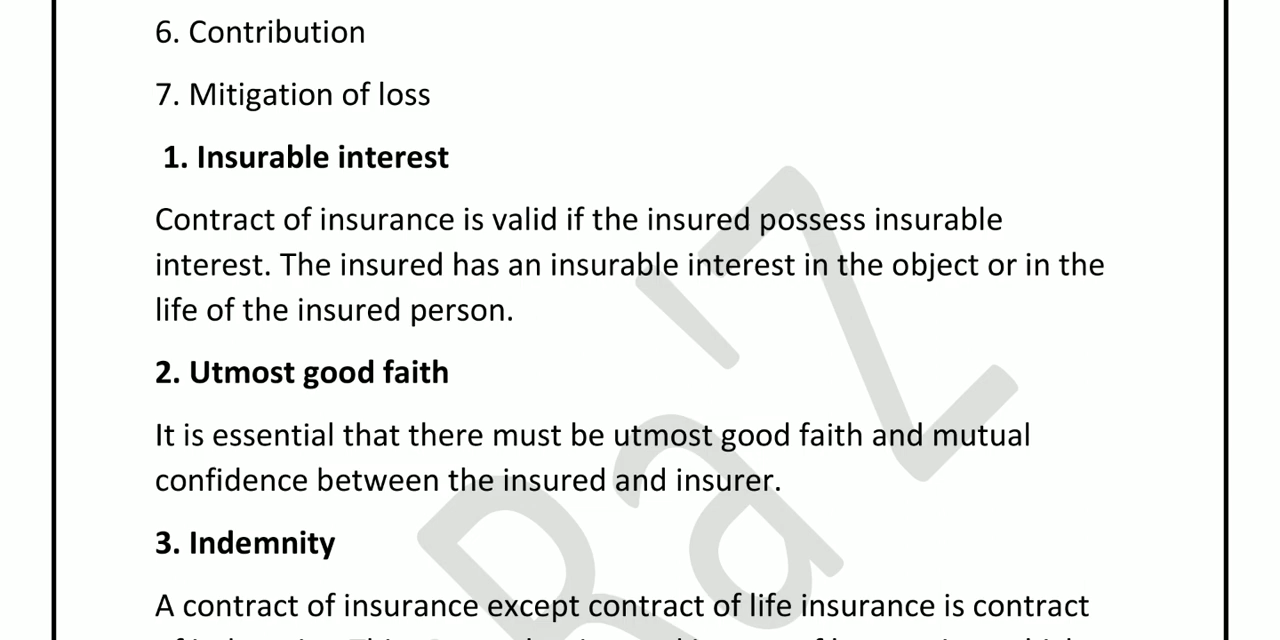 6. Contribution
7. Mitigation of loss
1. Insurable interest
Contract of insurance is valid if the insured possess insurable
interest. The insured has an insurable interest in the object or in the
life of the insured person.
2. Utmost good faith
It is essential that there must be utmost good faith and mutual
confidence between the insured and insurer.
3. Indemnity
A contract of insurance except contract of life insurance is contract
Ra'Z